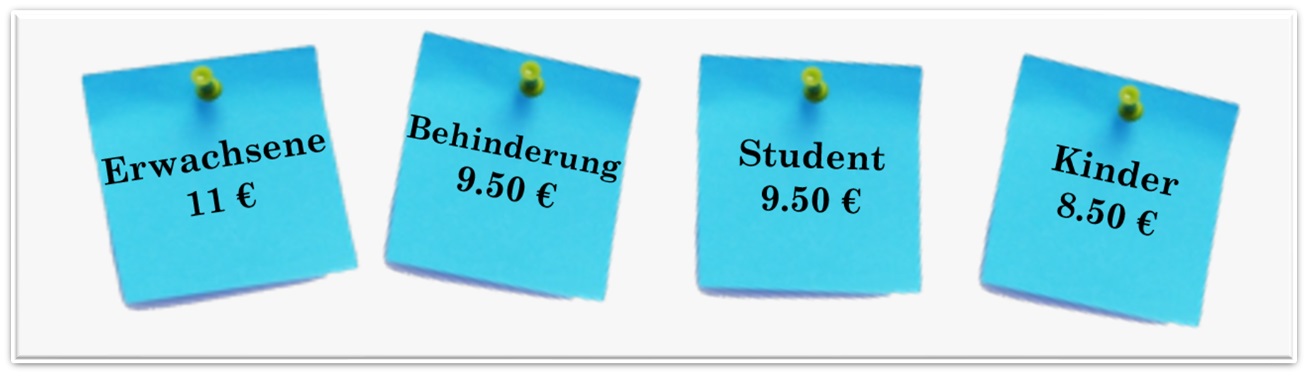 Erwachsene
11 €
Behinderung
9.50 €
Student
9.50 €
Kinder
8.50 €